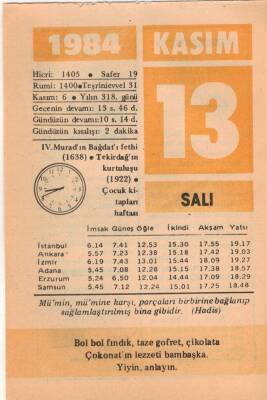 1984 KASIM
Hicri: 1405 • Safer 19
Rumi: 1400•Teşrinievvel 31
Kasım: 6 • Yılın 318. günü
Gecenin devamı: 13 s. 46 d.
Gündüzün devamı:10 s. 14 d.
Gündüzün kısalışı: 2 dakika
13
IV.Murad'ın Bağdat'ı fethi
(1638) • Tekirdağ'ın
kurtuluşu
(1922) •
Çocuk ki-
tapları
haftası
SALI
İmsak Güneş Öğle İkindi Akşam Yatsı
İstanbul 6.14 7.41 12.53 15.30 17.55 19.17
Ankara 5.57 7.23 12.38 15.18 17.42 19.03
İzmir 6.19 7.43 13.01 15.44 18.09 19.27
Adana 5.45 7.08 12.28 15.15 17.38 18.57
Erzurum 5.24 6.50 12.04 14.44 17.09 18.29
Samsun 5.45 7.12 12.24 15.01 17.25 18.48
Mü'min, mü'mine karşı, parçaları birbirine bağlanıp
sağlamlaştırılmış bina gibidir. (Hadis)
Bol bol fındık, taze gofret, çikolata
Çokonat'ın lezzeti bambaşka.
Yiyin, anlayın.